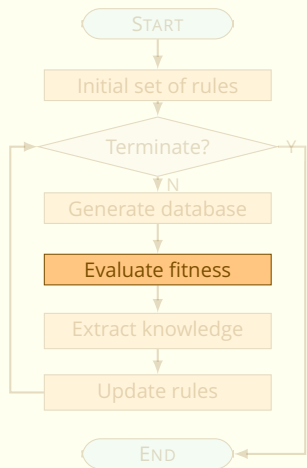 START
Initial set of rules
Terminate?
Y
N
Generate database
Evaluate fitness
Extract knowledge
Update rules
END